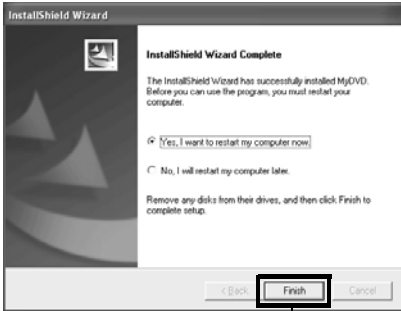 InstallShield Wizard
InstallShield Wizard Complete
The InstallShield Wizard has successfully installed MyDVD.
Before you can use the program, you must restart your
computer.
Yes, I want to restart my computer now.
No, I will restart my computer later.
Remove any disks from their drives, and then click Finish to
complete setup.
< Back
Finish
Cancel